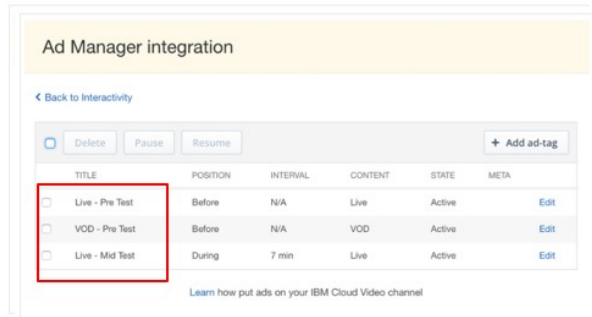 Ad Manager integration
Back to Interactivity
Delete Pause Resume + Add ad-tag
TITLE POSITION INTERVAL CONTENT STATE META
Live - Pre Test Before N/A Live Active Edit
VOD - Pre Test Before N/A VOD Active Edit
Live - Mid Test During 7 min Live Active Edit
Learn how put ads on your IBM Cloud Video channel